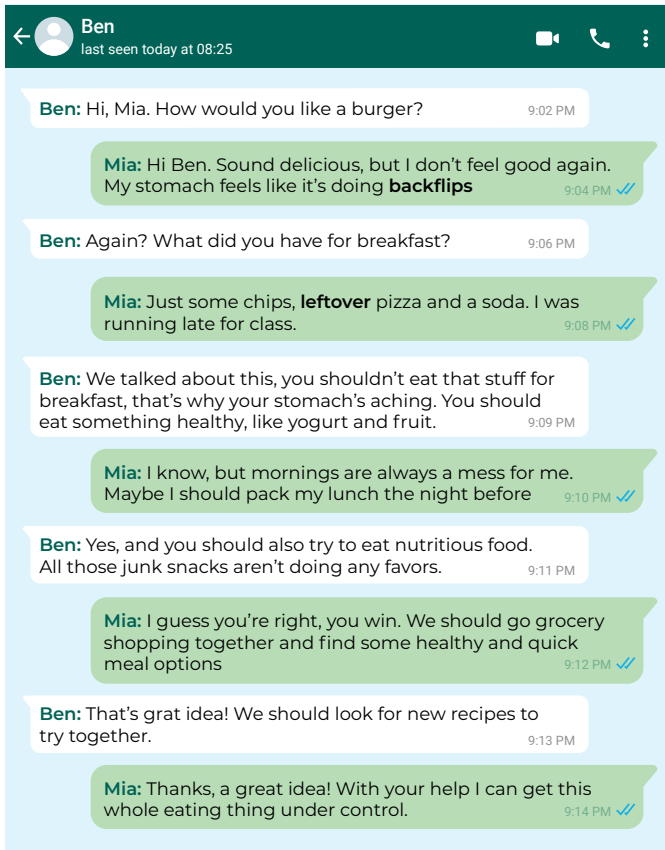 Ben
last seen today at 08:25
Ben: Hi, Mia. How would you like a burger?
9:02 PM
Mia: Hi Ben. Sound delicious, but I don't feel good again.
My stomach feels like it's doing backflips
9:04 PM
Ben: Again? What did you have for breakfast?
9:06 PM
Mia: Just some chips, leftover pizza and a soda. I was
running late for class.
9:08 PM
Ben: We talked about this, you shouldn't eat that stuff for
breakfast, that's why your stomach's aching. You should
eat something healthy, like yogurt and fruit.
9:09 PM
Mia: I know, but mornings are always a mess for me.
Maybe I should pack my lunch the night before
9:10 PM
Ben: Yes, and you should also try to eat nutritious food.
All those junk snacks aren't doing any favors.
9:11 PM
Mia: I guess you're right, you win. We should go grocery
shopping together and find some healthy and quick
meal options
9:12 PM
Ben: That's grat idea! We should look for new recipes to
try together.
9:13 PM
Mia: Thanks, a great idea! With your help I can get this
whole eating thing under control.
9:14 PM